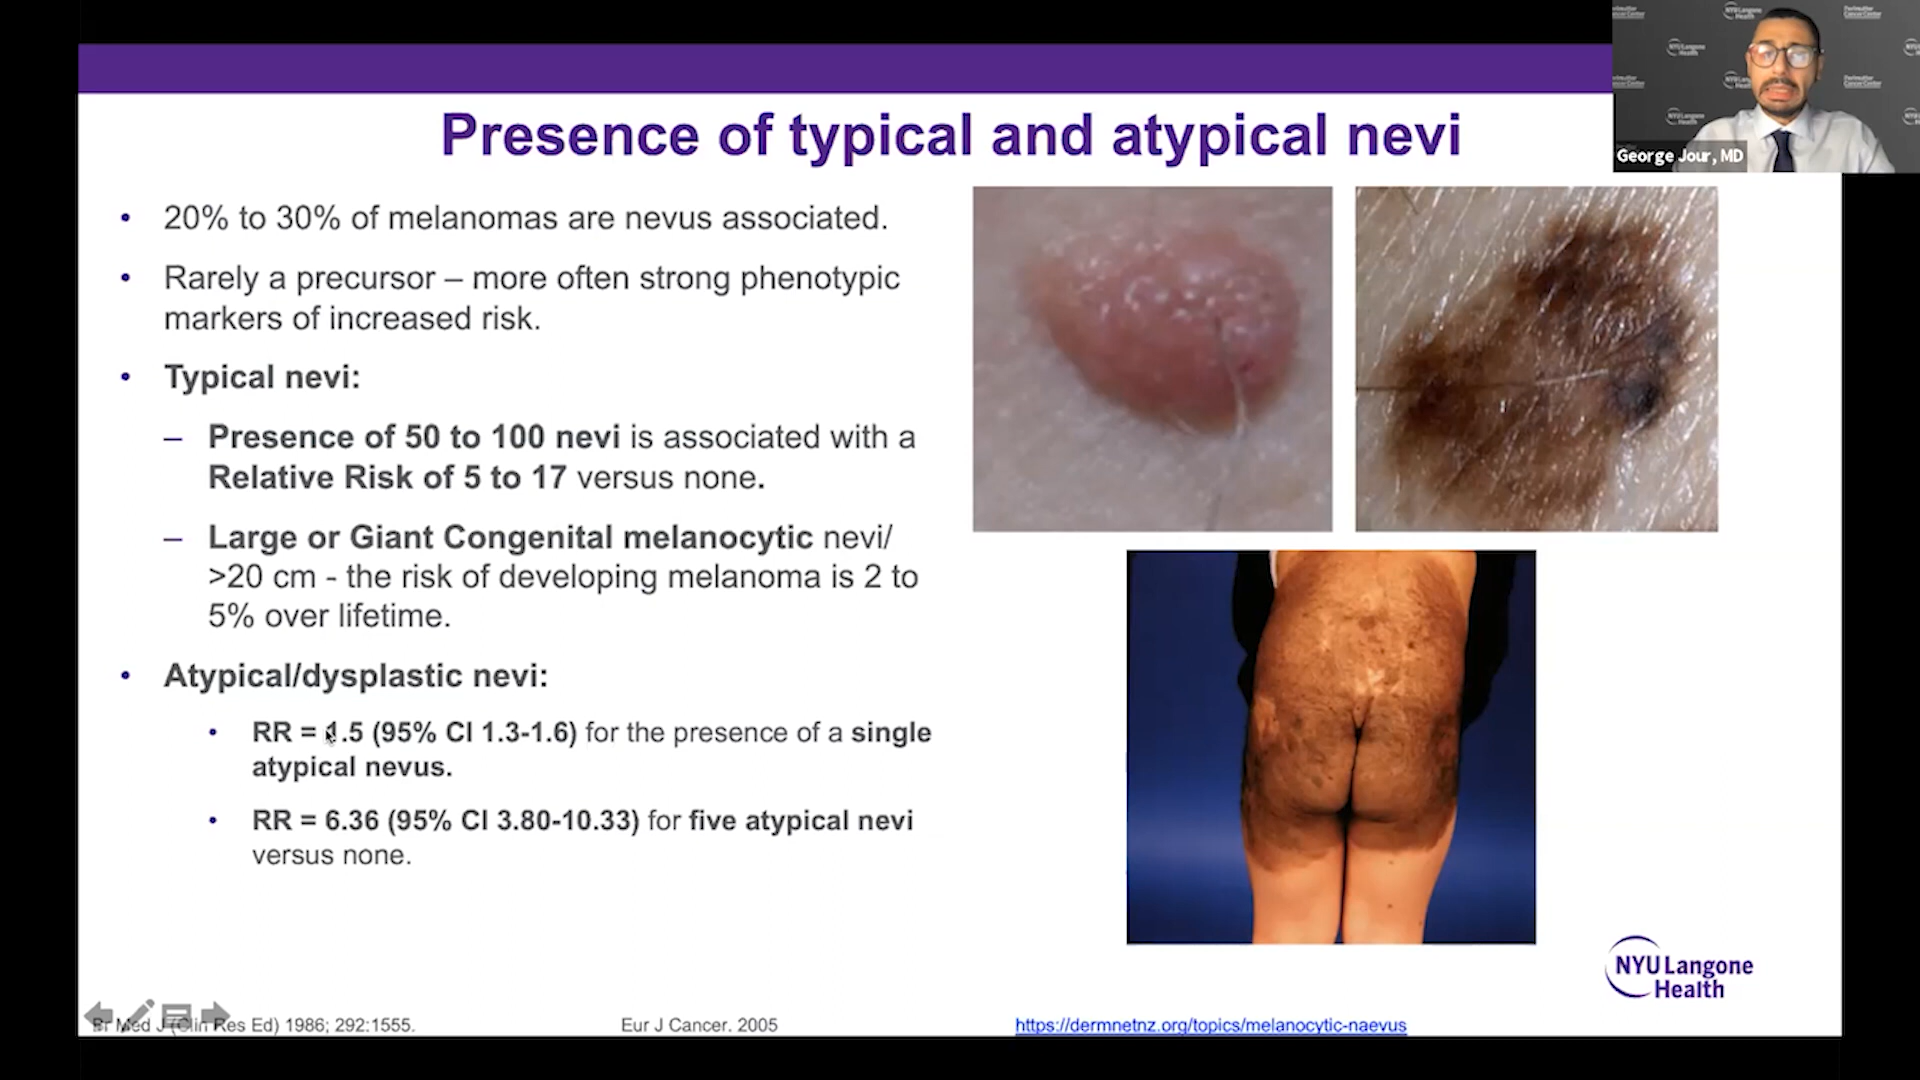 Presence of typical and atypical nevi
George Jour, MD
• 20% to 30% of melanomas are nevus associated.
• Rarely a precursor – more often strong phenotypic
markers of increased risk.
• Typical nevi:
– Presence of 50 to 100 nevi is associated with a
Relative Risk of 5 to 17 versus none.
– Large or Giant Congenital melanocytic nevi/
>20 cm - the risk of developing melanoma is 2 to
5% over lifetime.
• Atypical/dysplastic nevi:
• RR = 1.5 (95% CI 1.3-1.6) for the presence of a single
atypical nevus.
• RR = 6.36 (95% CI 3.80-10.33) for five atypical nevi
versus none.
NYU Langone
Health
Br Med J (Clin Res Ed) 1986; 292:1555.
Eur J Cancer. 2005
https://dermnetnz.org/topics/melanocytic-naevus